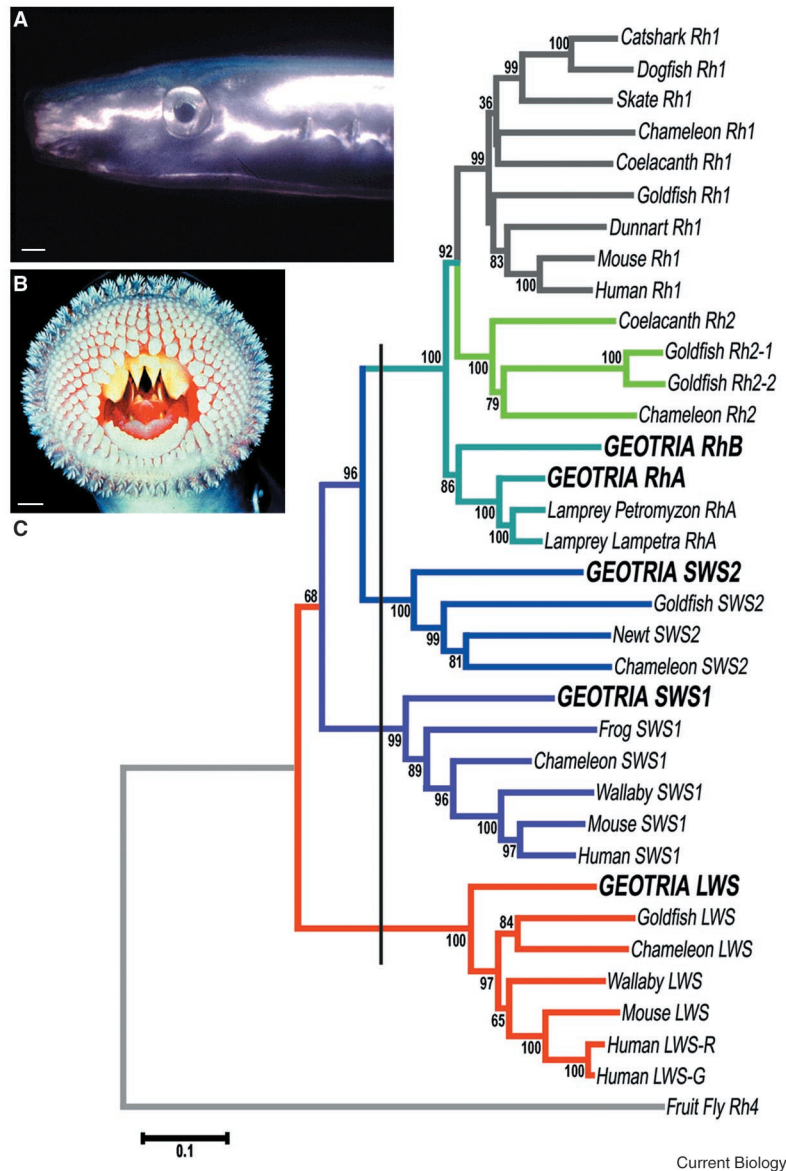 A
B
C
Catshark Rh1
100
Dogfish Rh1
99
Skate Rh1
36
Chameleon Rh1
99
Coelacanth Rh1
Goldfish Rh1
Dunnart Rh1
92
83
Mouse Rh1
100
Human Rh1
Coelacanth Rh2
100
100
100
Goldfish Rh2-1
Goldfish Rh2-2
79
Chameleon Rh2
GEOTRIA RhB
96
86
GEOTRIA RhA
100
Lamprey Petromyzon RhA
100
Lamprey Lampetra RhA
GEOTRIA SWS2
68
100
Goldfish SWS2
99
Newt SWS2
81
Chameleon SWS2
GEOTRIA SWS1
99
Frog SWS1
89
Chameleon SWS1
96
Wallaby SWS1
100
Mouse SWS1
97
Human SWS1
GEOTRIA LWS
84
Goldfish LWS
100
Chameleon LWS
97
Wallaby LWS
65
Mouse LWS
100
Human LWS-R
100
Human LWS-G
Fruit Fly Rh4
0.1
Current Biology